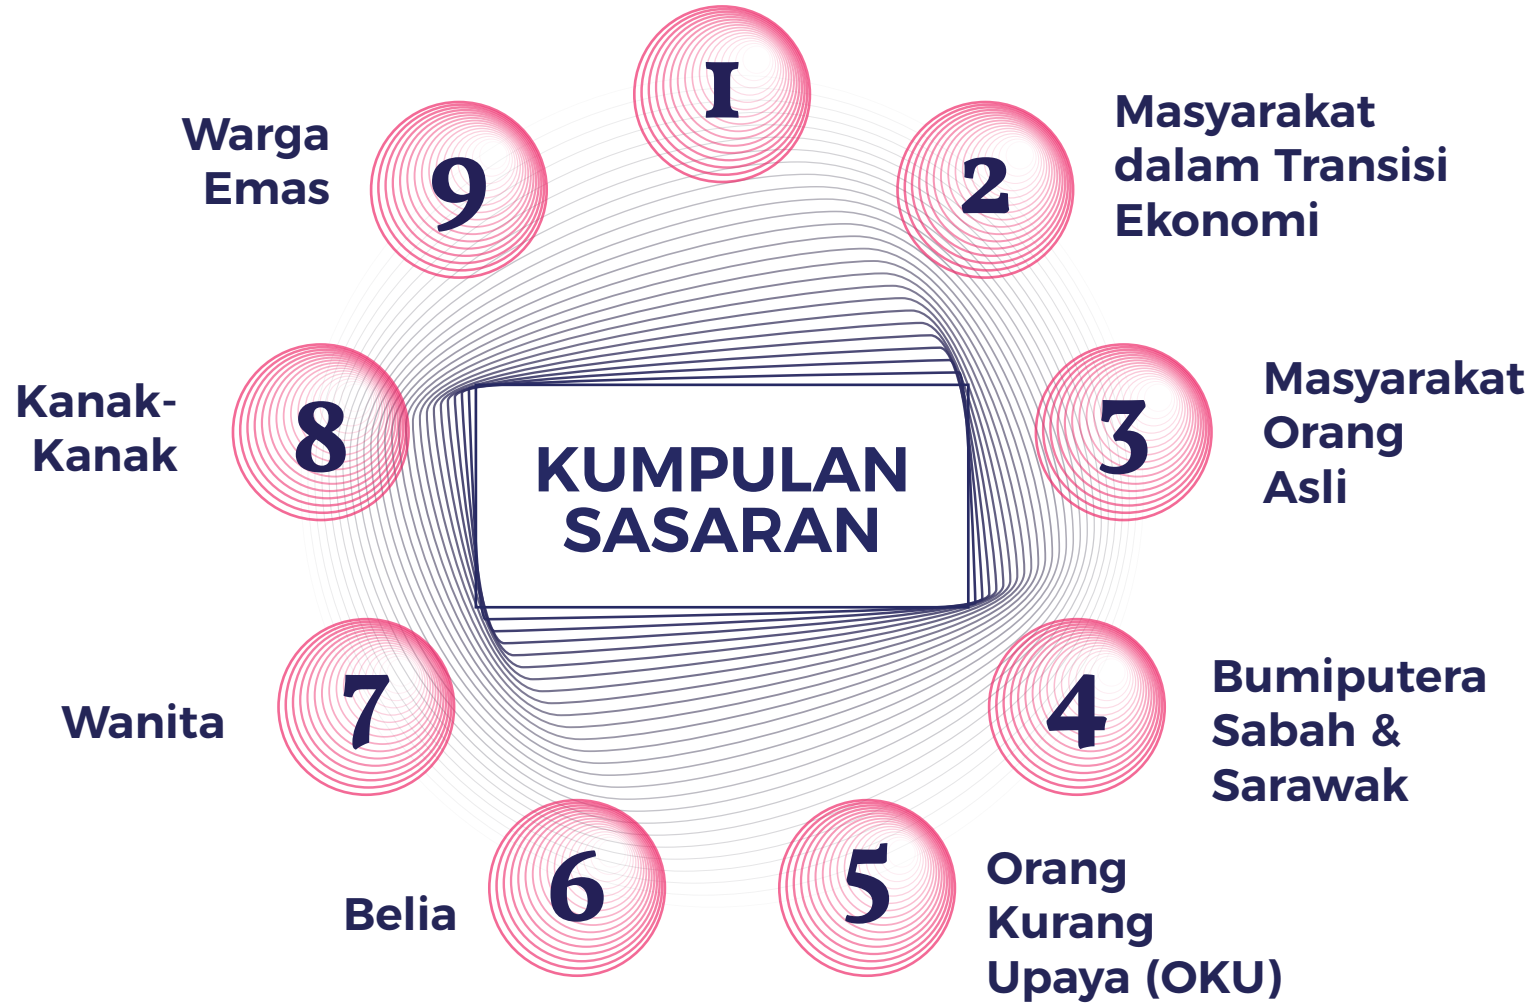 1
2
Masyarakat
dalam Transisi
Ekonomi
3
Masyarakat
Orang
Asli
4
Bumiputera
Sabah &
Sarawak
5
Orang
Kurang
Upaya (OKU)
6
Belia
7
Wanita
8
Kanak-
Kanak
9
Warga
Emas
KUMPULAN
SASARAN